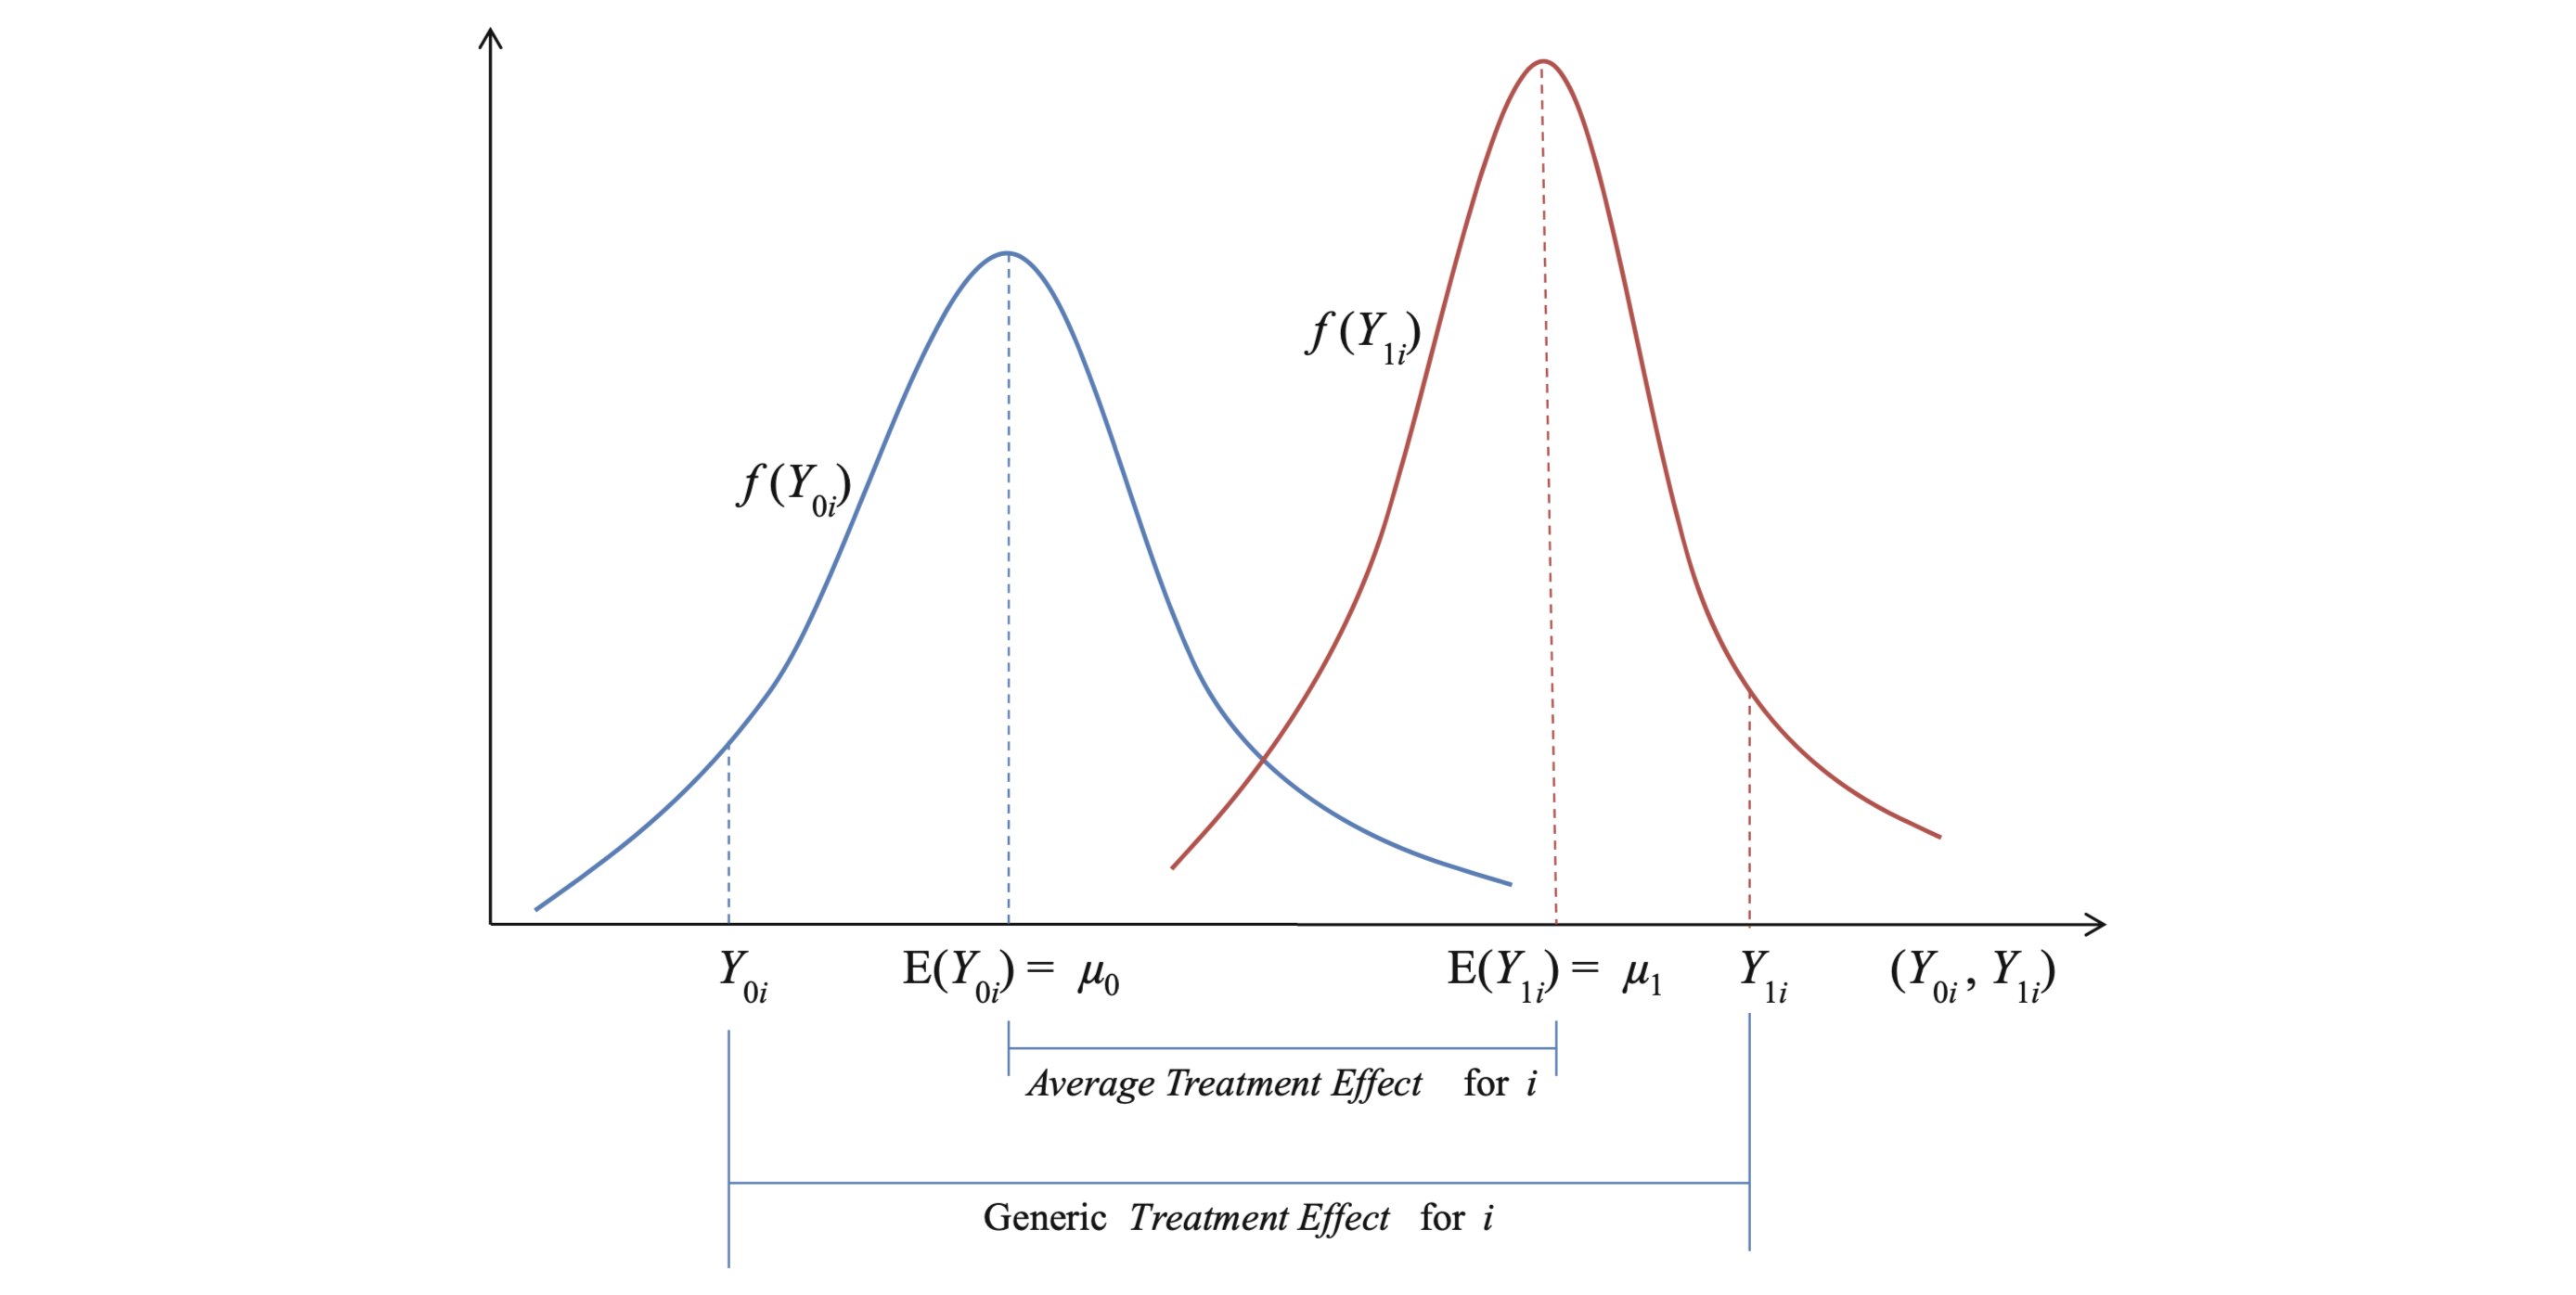 f(Y₁ᵢ)
f(Y₀ᵢ)
Y₀ᵢ E(Y₀ᵢ) = μ₀ E(Y₁ᵢ) = μ₁ Y₁ᵢ (Y₀ᵢ, Y₁ᵢ)
Average Treatment Effect for i
Generic Treatment Effect for i